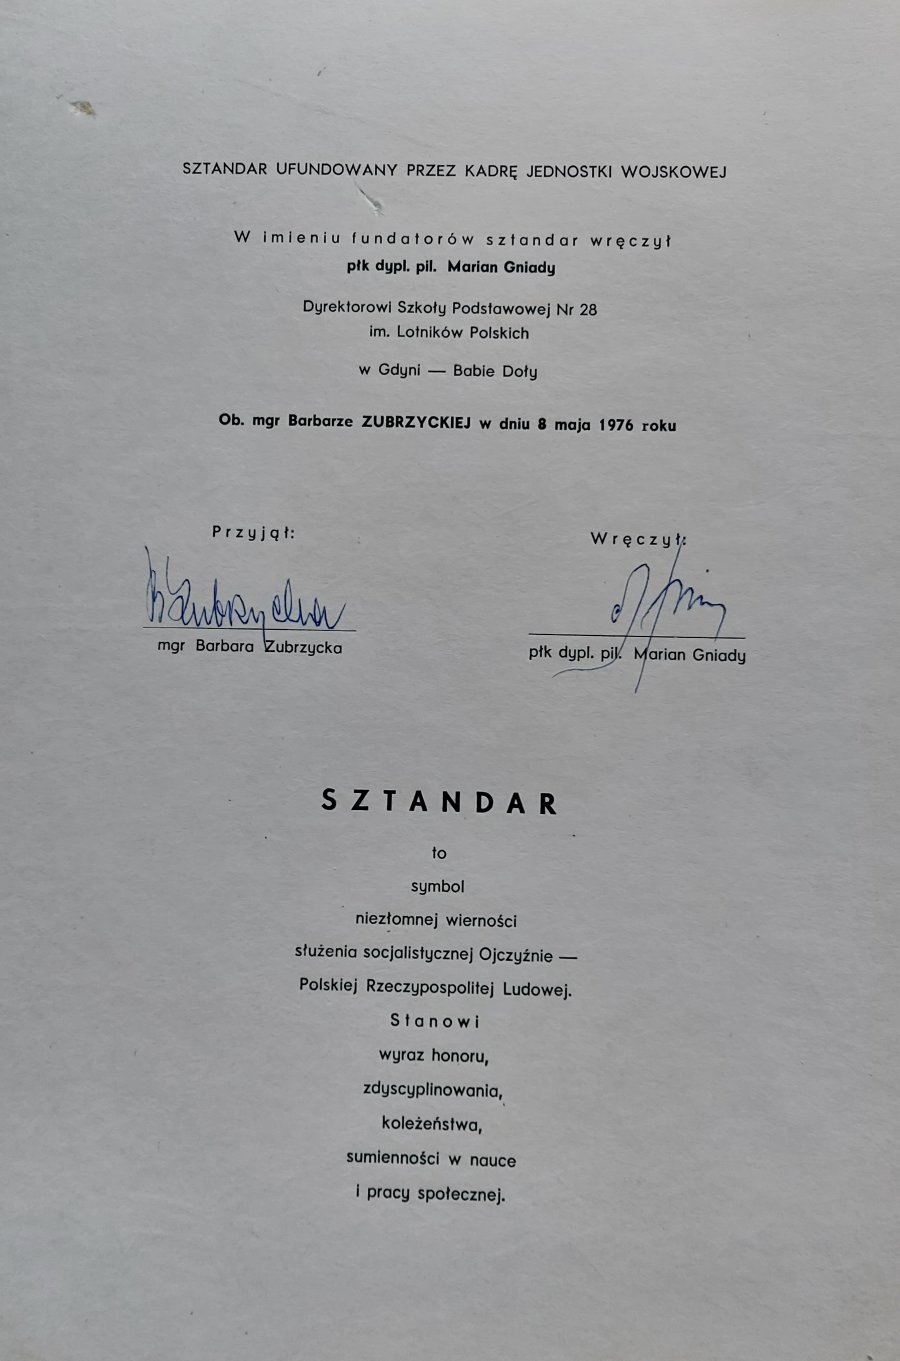 SZTANDAR UFUNDOWANY PRZEZ KADRĘ JEDNOSTKI WOJSKOWEJ
W imieniu fundatorów sztandar wręczył
płk dypl. pil. Marian Gniady
Dyrektorowi Szkoły Podstawowej Nr 28
im. Lotników Polskich
w Gdyni — Babie Doły
Ob. mgr Barbarze ZUBRZYCKIEJ w dniu 8 maja 1976 roku
Przyjął:
Wręczył:
BZubrzycka
mgr Barbara Zubrzycka
płk dypl. pil. Marian Gniady
SZTANDAR
to
symbol
niezłomnej wierności
służenia socjalistycznej Ojczyźnie —
Polskiej Rzeczypospolitej Ludowej.
Stanowi
wyraz honoru,
zdyscyplinowania,
koleżeństwa,
sumienności w nauce
i pracy społecznej.